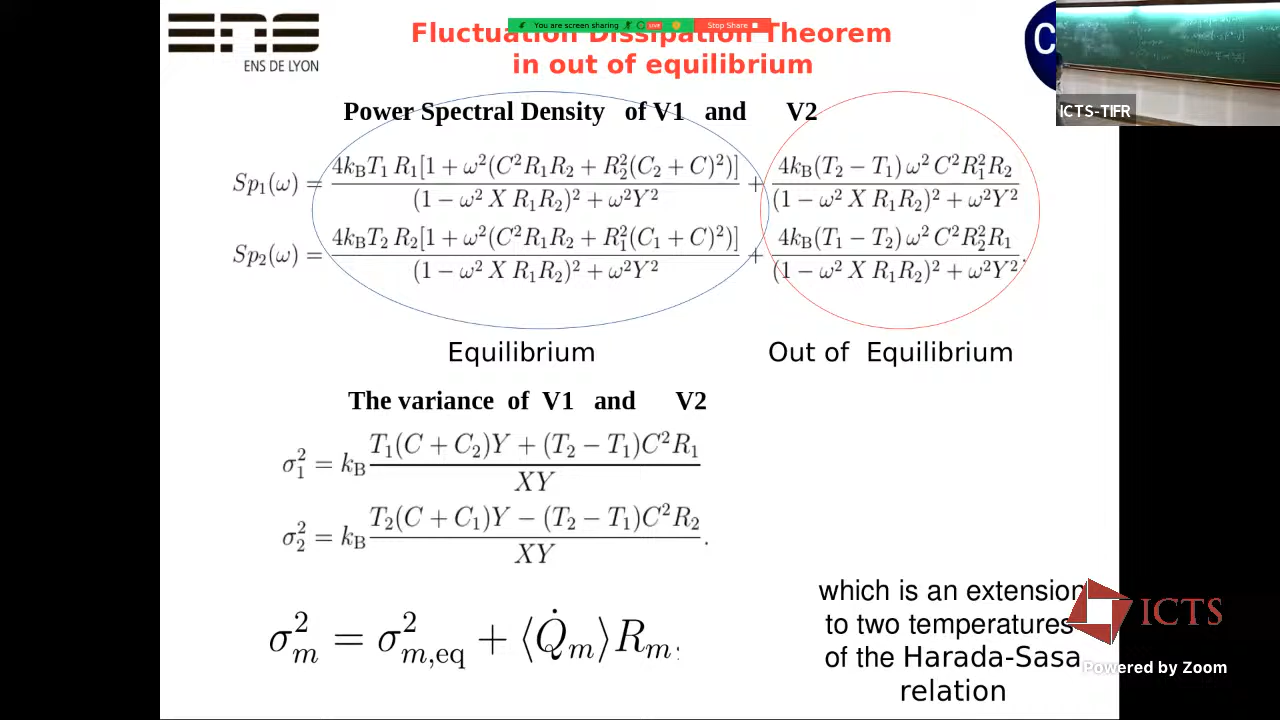 ENS
ENS DE LYON
You are screen sharing LIVE Stop Share
Fluctuation Dissipation Theorem
in out of equilibrium
C
ICTS-TIFR
Power Spectral Density of V1 and V2
Sp₁(ω) = 4k_BT₁ R₁[1 + ω²(C²R₁R₂ + R₂²(C₂ + C)²)] / (1 − ω² X R₁R₂)² + ω²Y² + 4k_B(T₂ − T₁) ω² C²R₁²R₂ / (1 − ω² X R₁R₂)² + ω²Y²
Sp₂(ω) = 4k_BT₂ R₂[1 + ω²(C²R₁R₂ + R₁²(C₁ + C)²)] / (1 − ω² X R₁R₂)² + ω²Y² + 4k_B(T₁ − T₂) ω² C²R₂²R₁ / (1 − ω² X R₁R₂)² + ω²Y² .
Equilibrium Out of Equilibrium
The variance of V1 and V2
σ₁² = k_B T₁(C + C₂)Y + (T₂ − T₁)C²R₁ / XY
σ₂² = k_B T₂(C + C₁)Y − (T₂ − T₁)C²R₂ / XY .
σ_m² = σ_{m,eq}² + ⟨Q̇_m⟩R_m,
which is an extension
to two temperatures
of the Harada-Sasa
relation
ICTS
Powered by Zoom